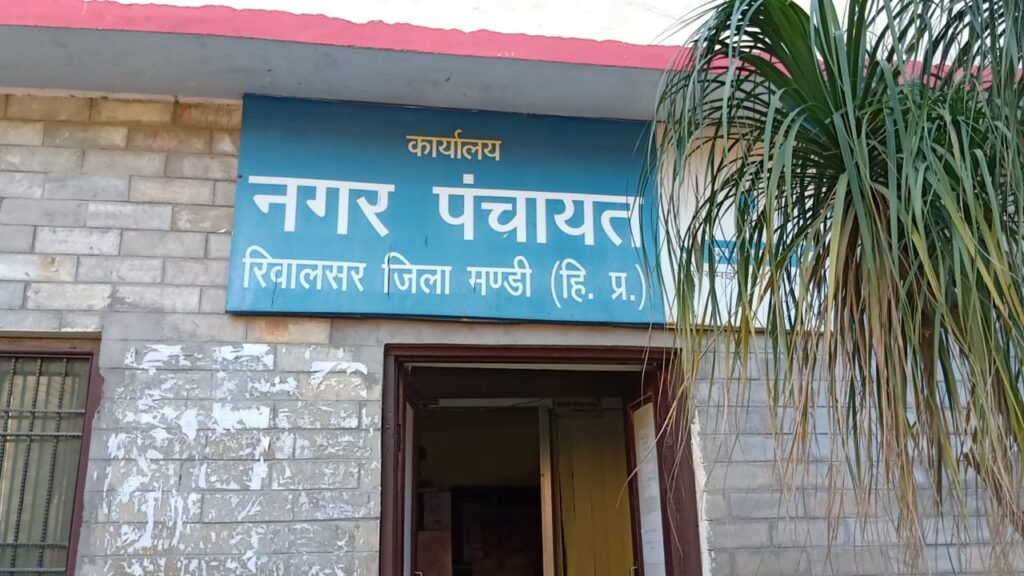 कार्यालय
नगर पंचायत
रिवालसर जिला मण्डी (हि. प्र.)